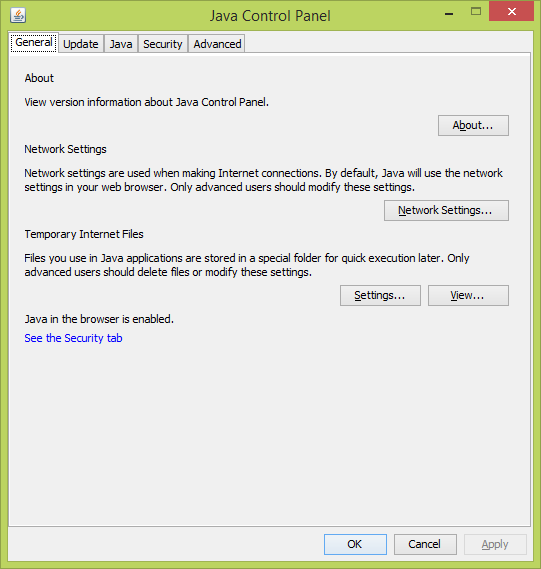 Java Control Panel
General Update Java Security Advanced
About
View version information about Java Control Panel.
About...
Network Settings
Network settings are used when making Internet connections. By default, Java will use the network
settings in your web browser. Only advanced users should modify these settings.
Network Settings...
Temporary Internet Files
Files you use in Java applications are stored in a special folder for quick execution later. Only
advanced users should delete files or modify these settings.
Settings... View...
Java in the browser is enabled.
See the Security tab
OK Cancel Apply